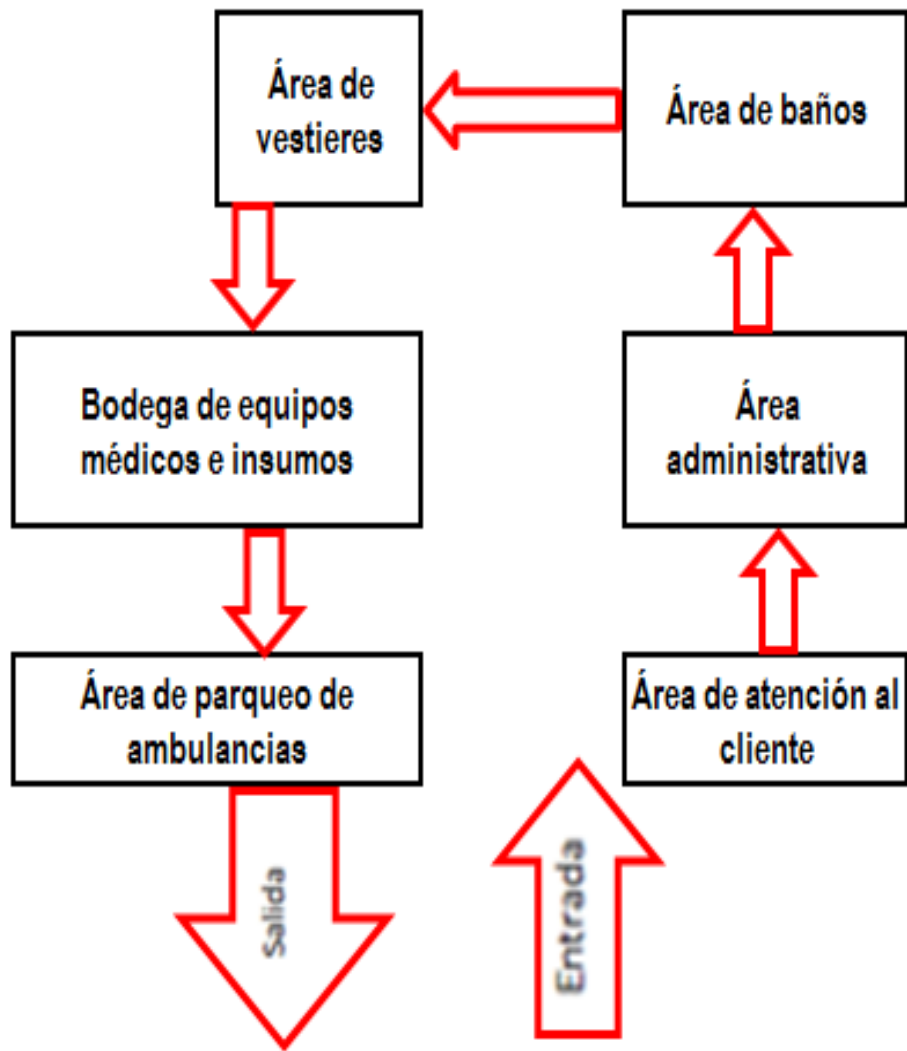 Área de
vestieres
Área de baños
Bodega de equipos
médicos e insumos
Área
administrativa
Área de parqueo de
ambulancias
Área de atención al
cliente
Salida
Entrada